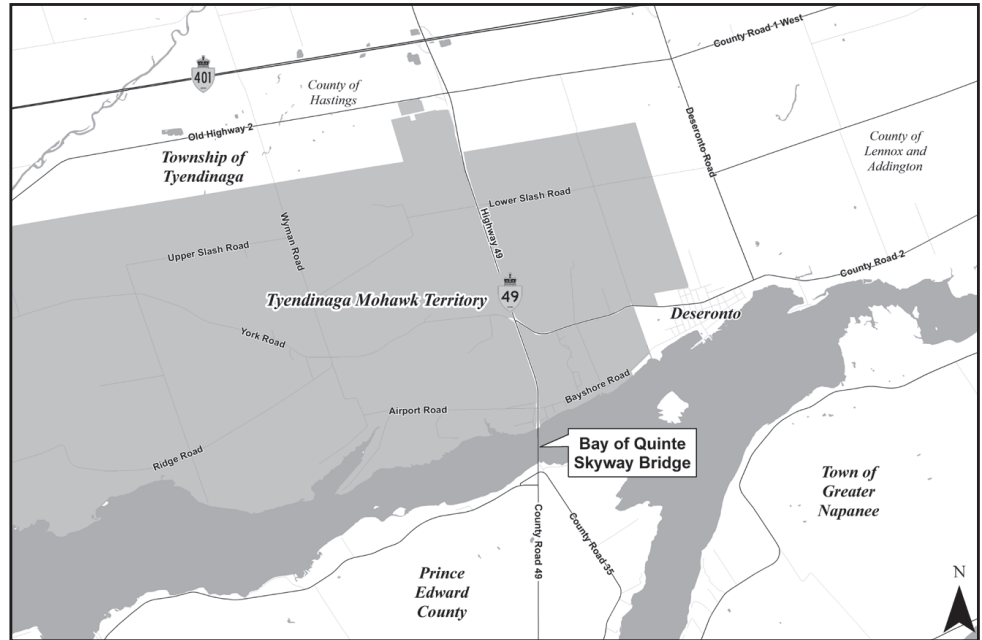 County Road 1 West
401
County of
Hastings
Old Highway 2
Township of
Tyendinaga
Deseronto Road
County of
Lennox and
Addington
Lower Slash Road
Wyman Road
Highway 49
Upper Slash Road
County Road 2
Tyendinaga Mohawk Territory
49
Deseronto
York Road
Bayshore Road
Airport Road
Ridge Road
Bay of Quinte
Skyway Bridge
Town of
Greater
Napanee
County Road 49
County Road 35
Prince
Edward
County
N